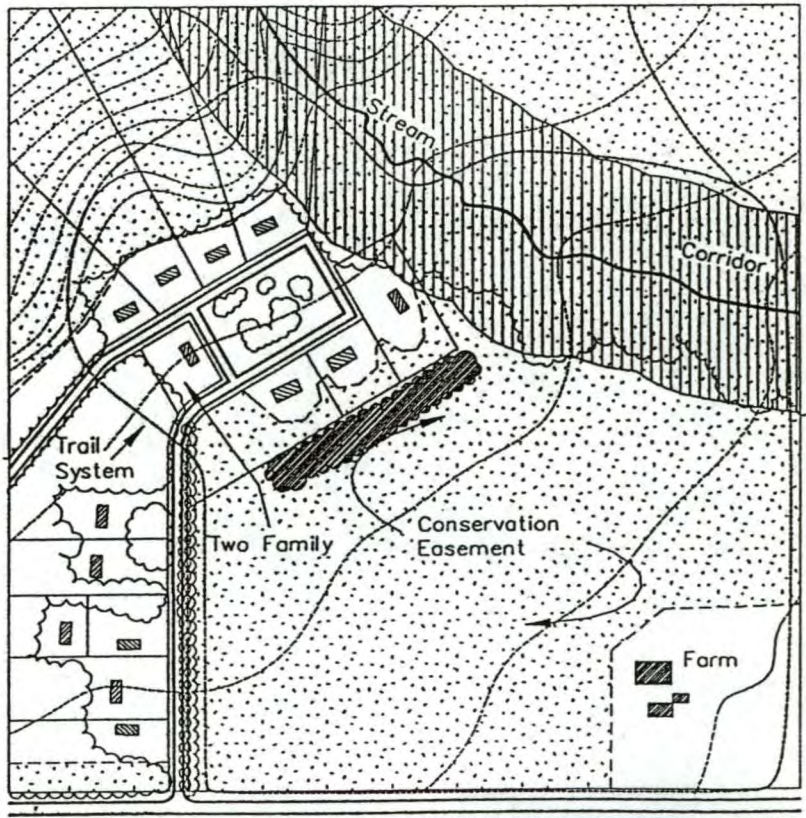 Stream
Corridor
Trail
System
Two Family
Conservation
Easement
Farm